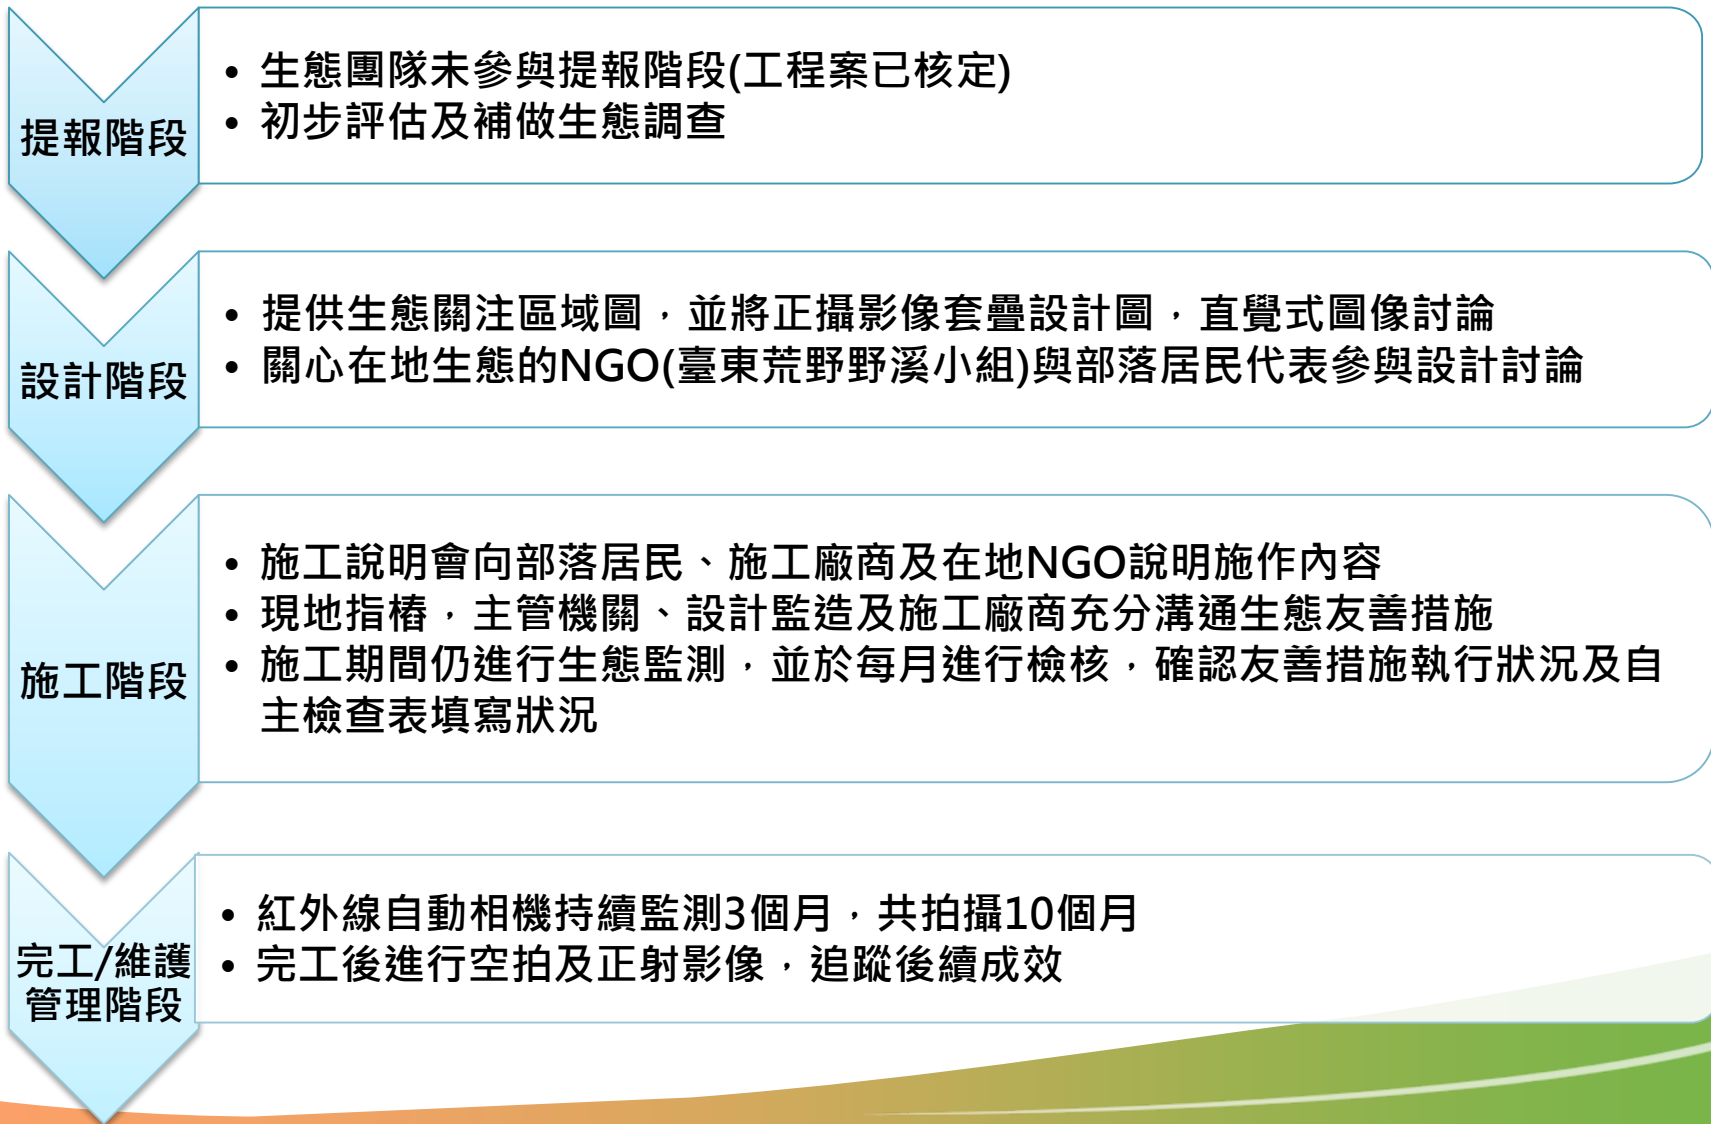 提報階段
• 生態團隊未參與提報階段(工程案已核定)
• 初步評估及補做生態調查
設計階段
• 提供生態關注區域圖，並將正攝影像套疊設計圖，直覺式圖像討論
• 關心在地生態的NGO(臺東荒野野溪小組)與部落居民代表參與設計討論
施工階段
• 施工說明會向部落居民、施工廠商及在地NGO說明施作內容
• 現地指樁，主管機關、設計監造及施工廠商充分溝通生態友善措施
• 施工期間仍進行生態監測，並於每月進行檢核，確認友善措施執行狀況及自
主檢查表填寫狀況
完工/維護
管理階段
• 紅外線自動相機持續監測3個月，共拍攝10個月
• 完工後進行空拍及正射影像，追蹤後續成效